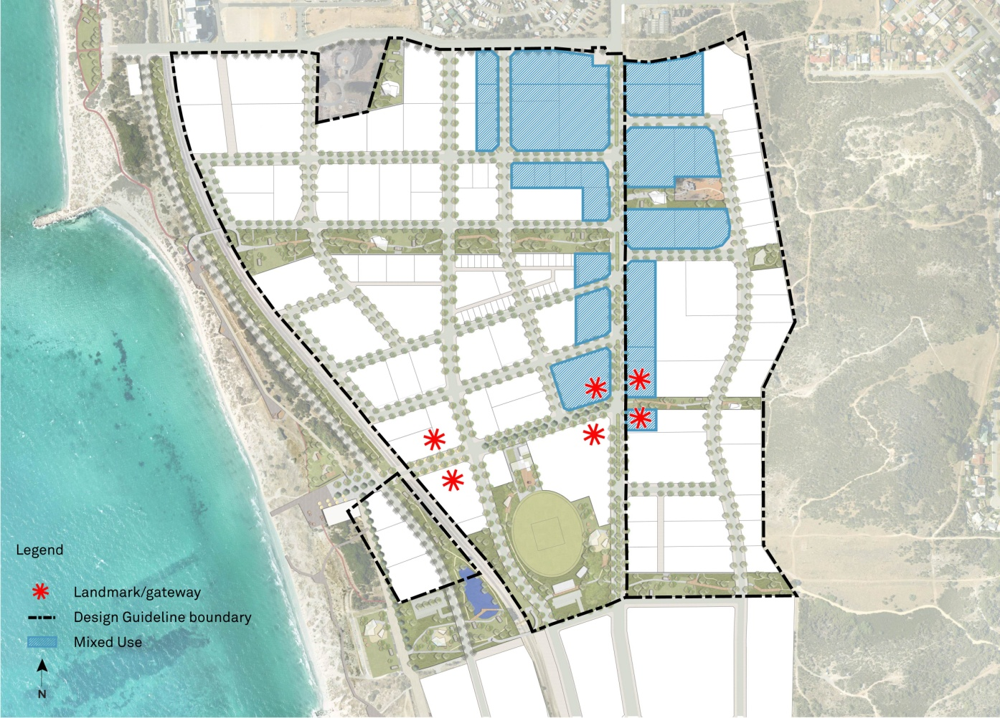 Legend
Landmark/gateway
Design Guideline boundary
Mixed Use
N